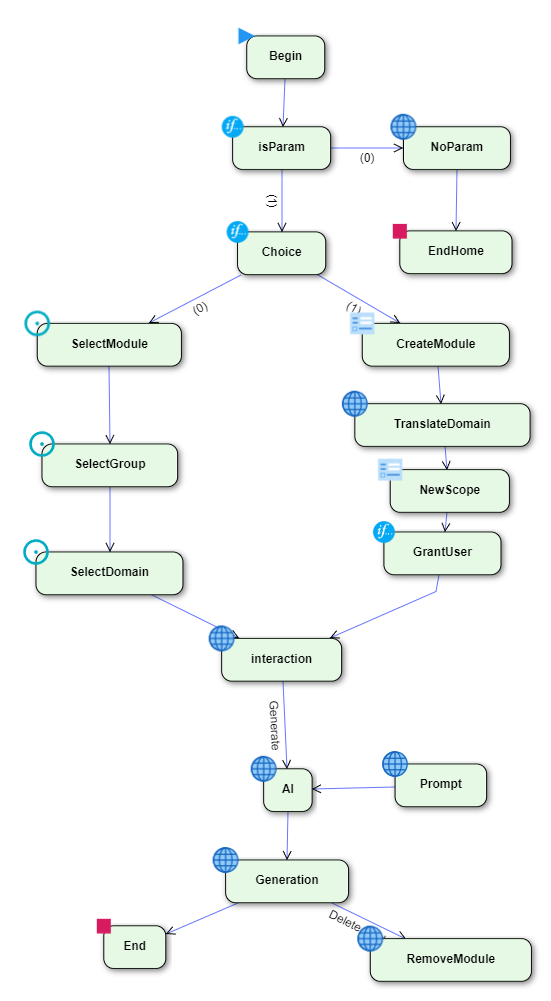 Begin
if...
isParam
(0)
NoParam
(1)
if...
Choice
EndHome
(0)
(1)
SelectModule
CreateModule
TranslateDomain
SelectGroup
NewScope
if...
GrantUser
SelectDomain
interaction
Generate
AI
Prompt
Generation
Delete
End
RemoveModule